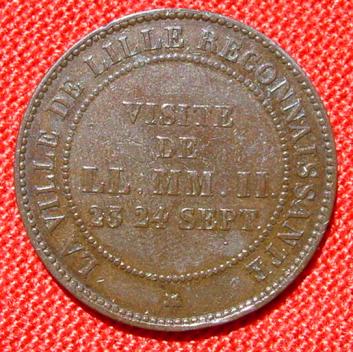 LA VILLE DE LILLE RECONNAISSANTE
VISITE
DE
LL. MM. II
23 24 SEPT.